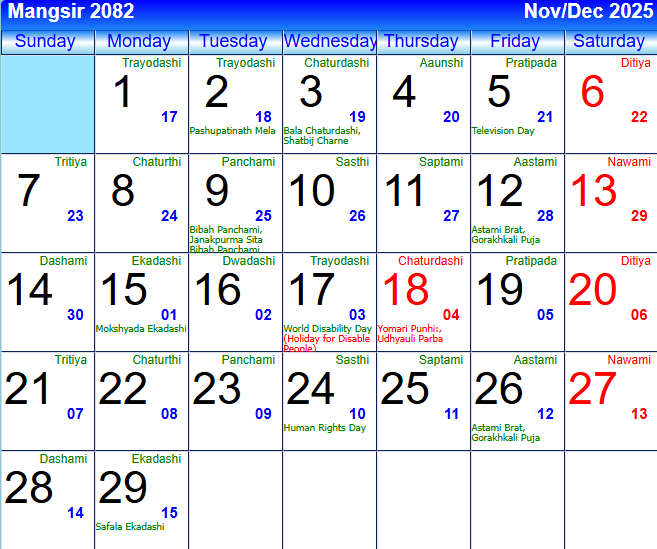 Mangsir 2082 Nov/Dec 2025
Sunday Monday Tuesday Wednesday Thursday Friday Saturday
Trayodashi Trayodashi Chaturdashi Aaunshi Pratipada Ditiya
1 2 3 4 5 6
17 18 19 20 21 22
Pashupatinath Mela Bala Chaturdashi, Television Day
Shatbij Charne
Tritiya Chaturthi Panchami Sasthi Saptami Aastami Nawami
7 8 9 10 11 12 13
23 24 25 26 27 28 29
Bibah Panchami, Astami Brat,
Janakpurma Sita Gorakhkali Puja
Bibah Panchami
Dashami Ekadashi Dwadashi Trayodashi Chaturdashi Pratipada Ditiya
14 15 16 17 18 19 20
30 01 02 03 04 05 06
Mokshyada Ekadashi World Disability Day Yomari Punhi:,
(Holiday for Disable Udhyauli Parba
People)
Tritiya Chaturthi Panchami Sasthi Saptami Aastami Nawami
21 22 23 24 25 26 27
07 08 09 10 11 12 13
Human Rights Day Astami Brat,
Gorakhkali Puja
Dashami Ekadashi
28 29
14 15
Safala Ekadashi